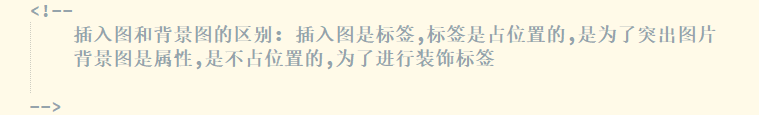 <!--
插入图和背景图的区别: 插入图是标签,标签是占位置的,是为了突出图片
背景图是属性,是不占位置的,为了进行装饰标签
-->